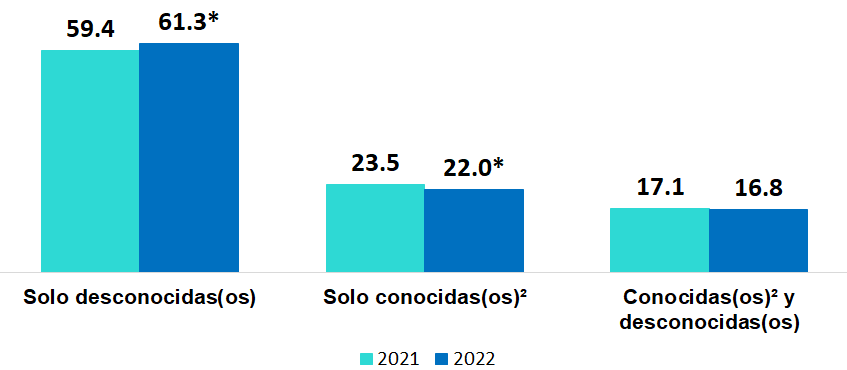 59.4
61.3*
23.5
22.0*
17.1
16.8
Solo desconocidas(os)
Solo conocidas(os)²
Conocidas(os)² y
desconocidas(os)
2021
2022